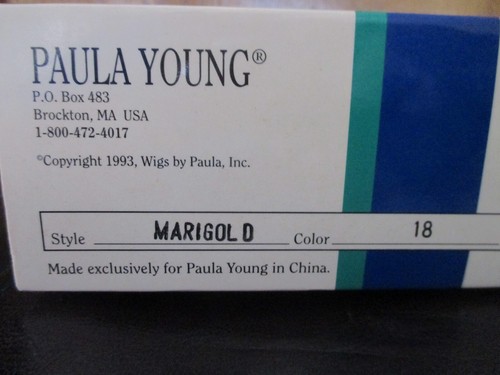 PAULA YOUNG®
P.O. Box 483
Brockton, MA USA
1-800-472-4017
©Copyright 1993, Wigs by Paula, Inc.
Style MARIGOLD Color 18
Made exclusively for Paula Young in China.